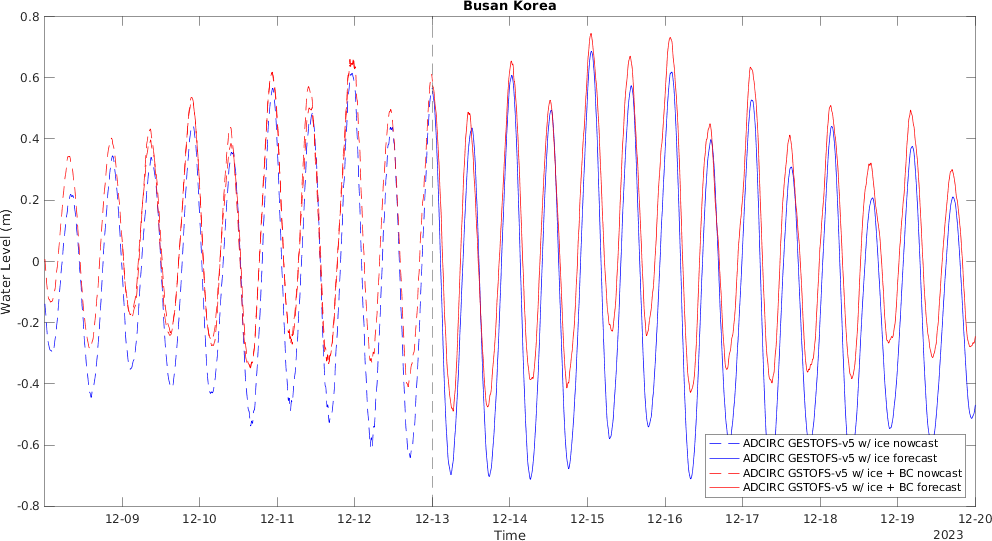 Busan Korea
0.8
0.6
0.4
0.2
0
-0.2
-0.4
-0.6
-0.8
Water Level (m)
ADCIRC GESTOFS-v5 w/ ice nowcast
ADCIRC GESTOFS-v5 w/ ice forecast
ADCIRC GSTOFS-v5 w/ ice + BC nowcast
ADCIRC GSTOFS-v5 w/ ice + BC forecast
12-09 12-10 12-11 12-12 12-13 12-14 12-15 12-16 12-17 12-18 12-19 12-20
Time
2023